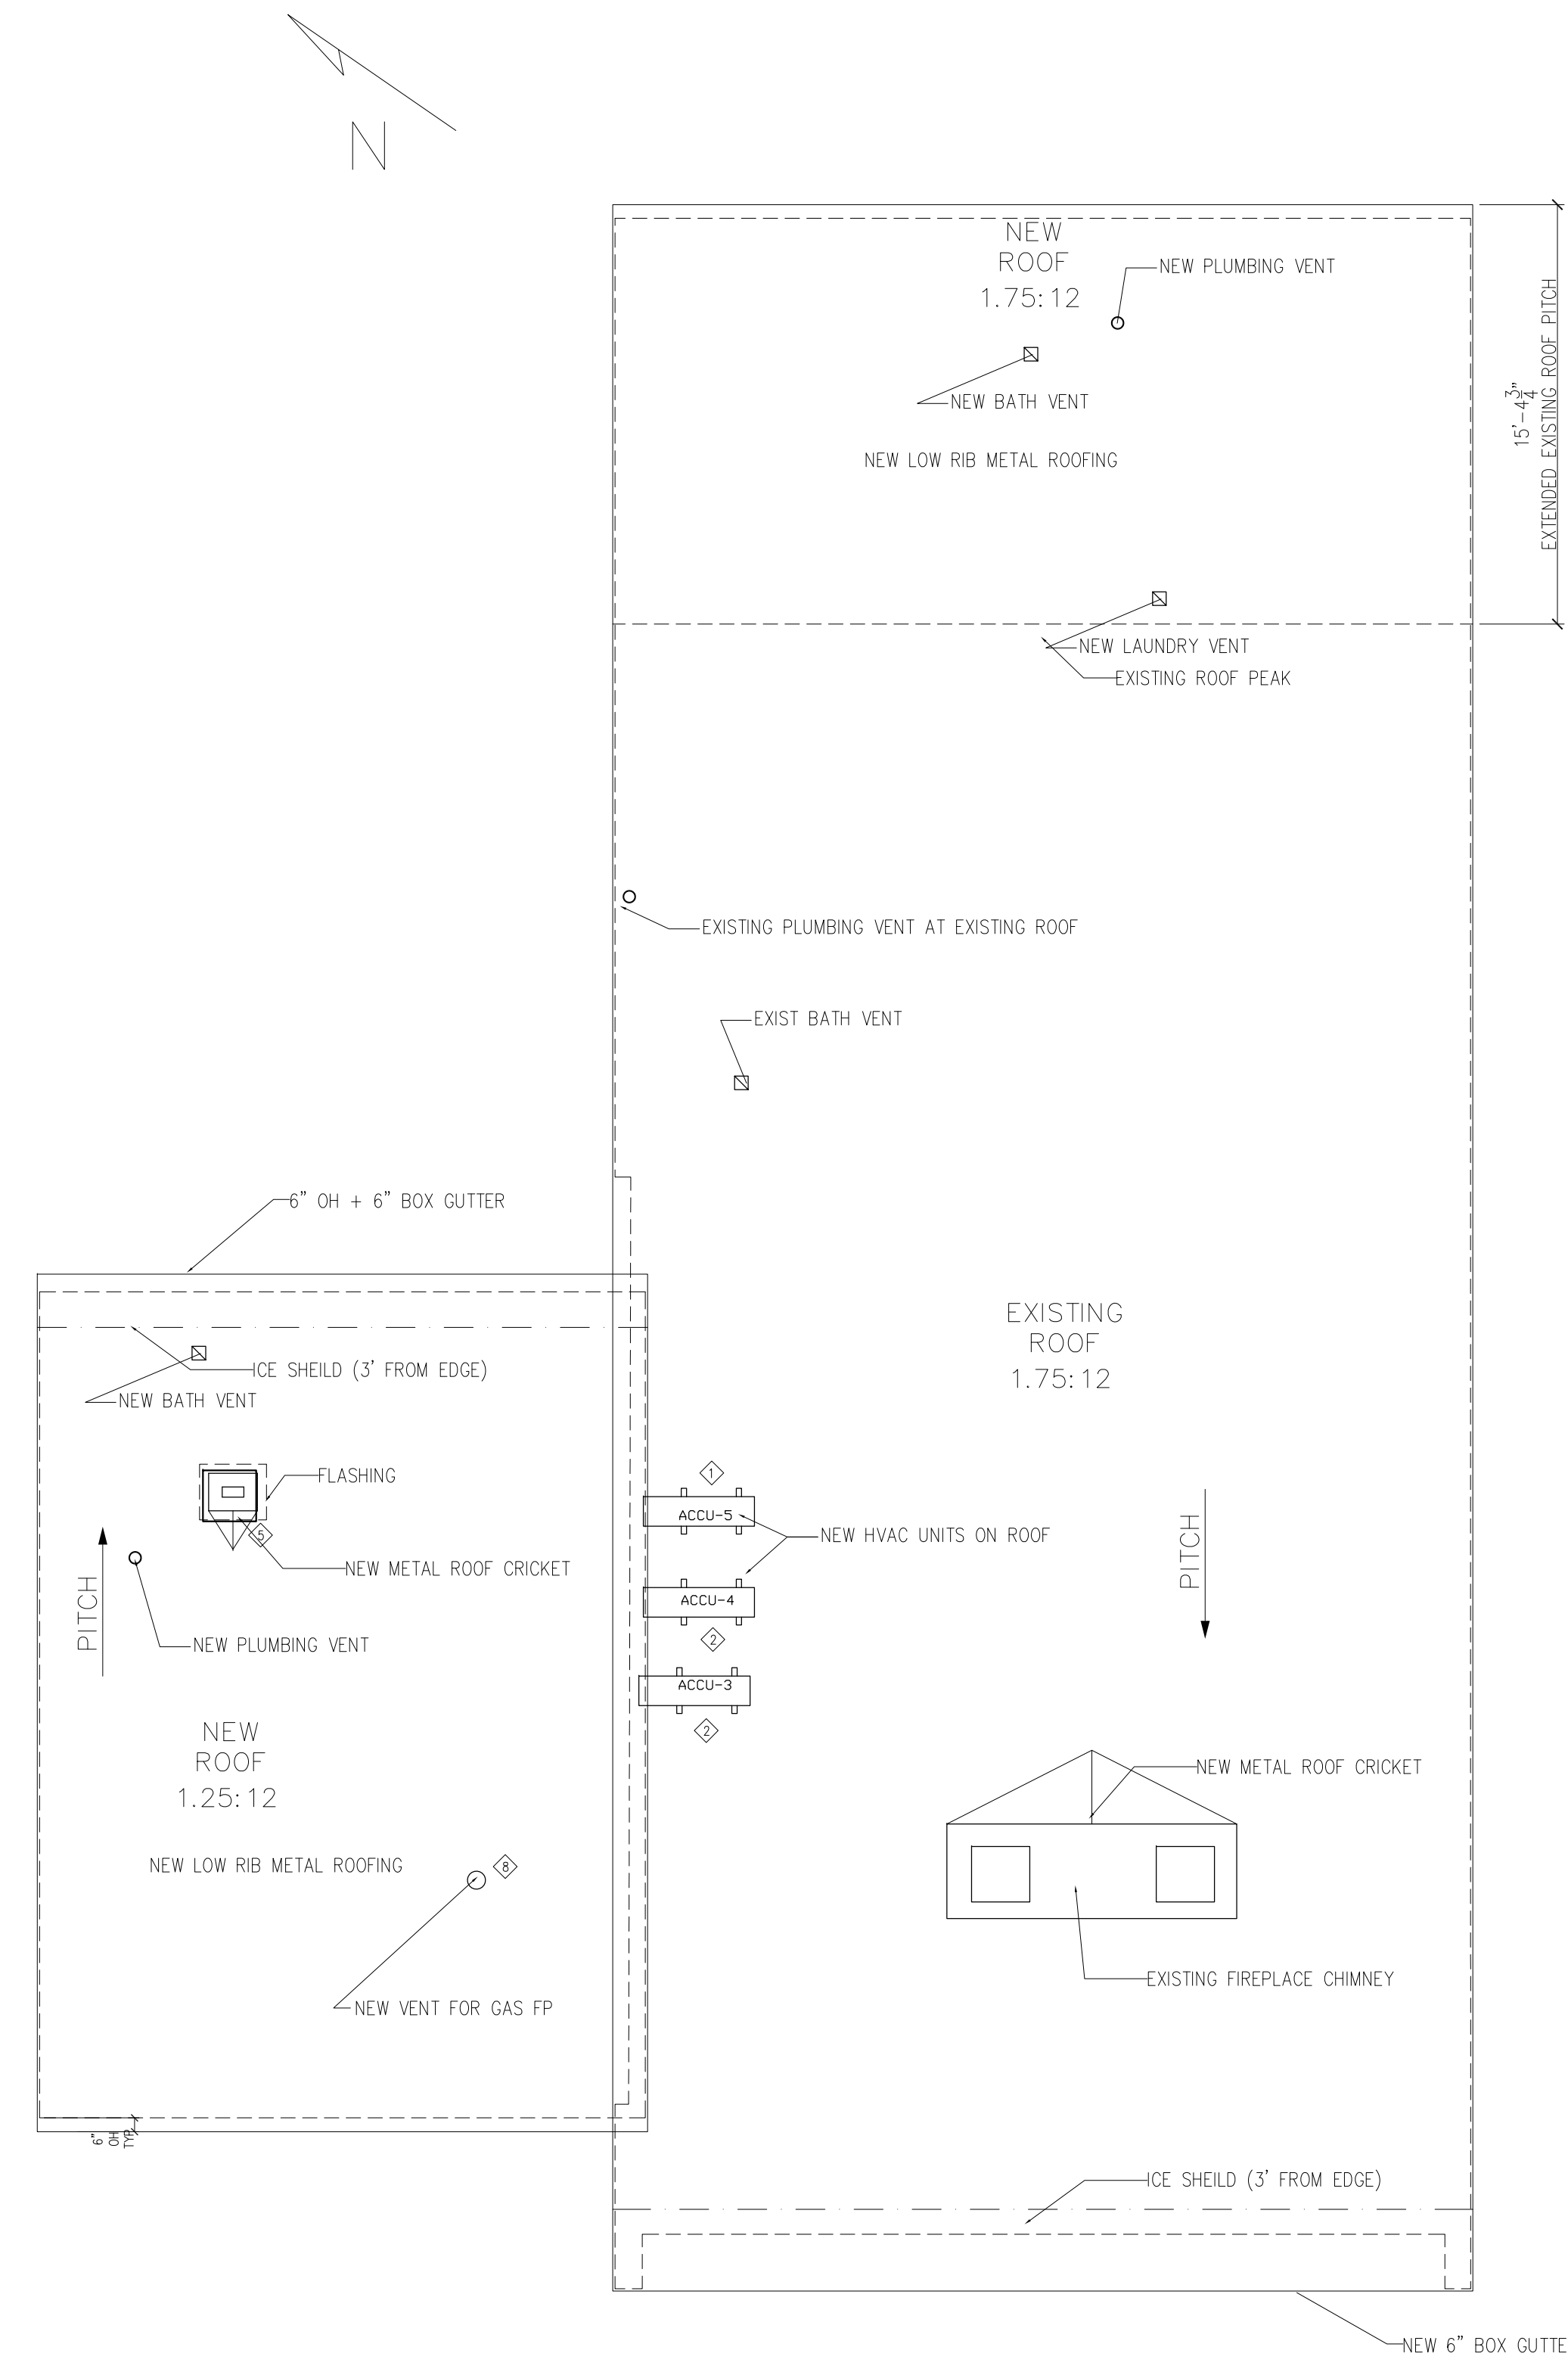 N
NEW
ROOF
1.75:12
NEW PLUMBING VENT
NEW BATH VENT
NEW LOW RIB METAL ROOFING
15'-4 3/4"
EXTENDED EXISTING ROOF PITCH
NEW LAUNDRY VENT
EXISTING ROOF PEAK
EXISTING PLUMBING VENT AT EXISTING ROOF
EXIST BATH VENT
6" OH + 6" BOX GUTTER
ICE SHEILD (3' FROM EDGE)
NEW BATH VENT
EXISTING
ROOF
1.75:12
FLASHING
5
NEW METAL ROOF CRICKET
PITCH
NEW PLUMBING VENT
1
ACCU-5
NEW HVAC UNITS ON ROOF
ACCU-4
2
ACCU-3
2
PITCH
NEW
ROOF
1.25:12
NEW LOW RIB METAL ROOFING
8
NEW VENT FOR GAS FP
NEW METAL ROOF CRICKET
EXISTING FIREPLACE CHIMNEY
6"
OH
TYP.
ICE SHEILD (3' FROM EDGE)
NEW 6" BOX GUTTE